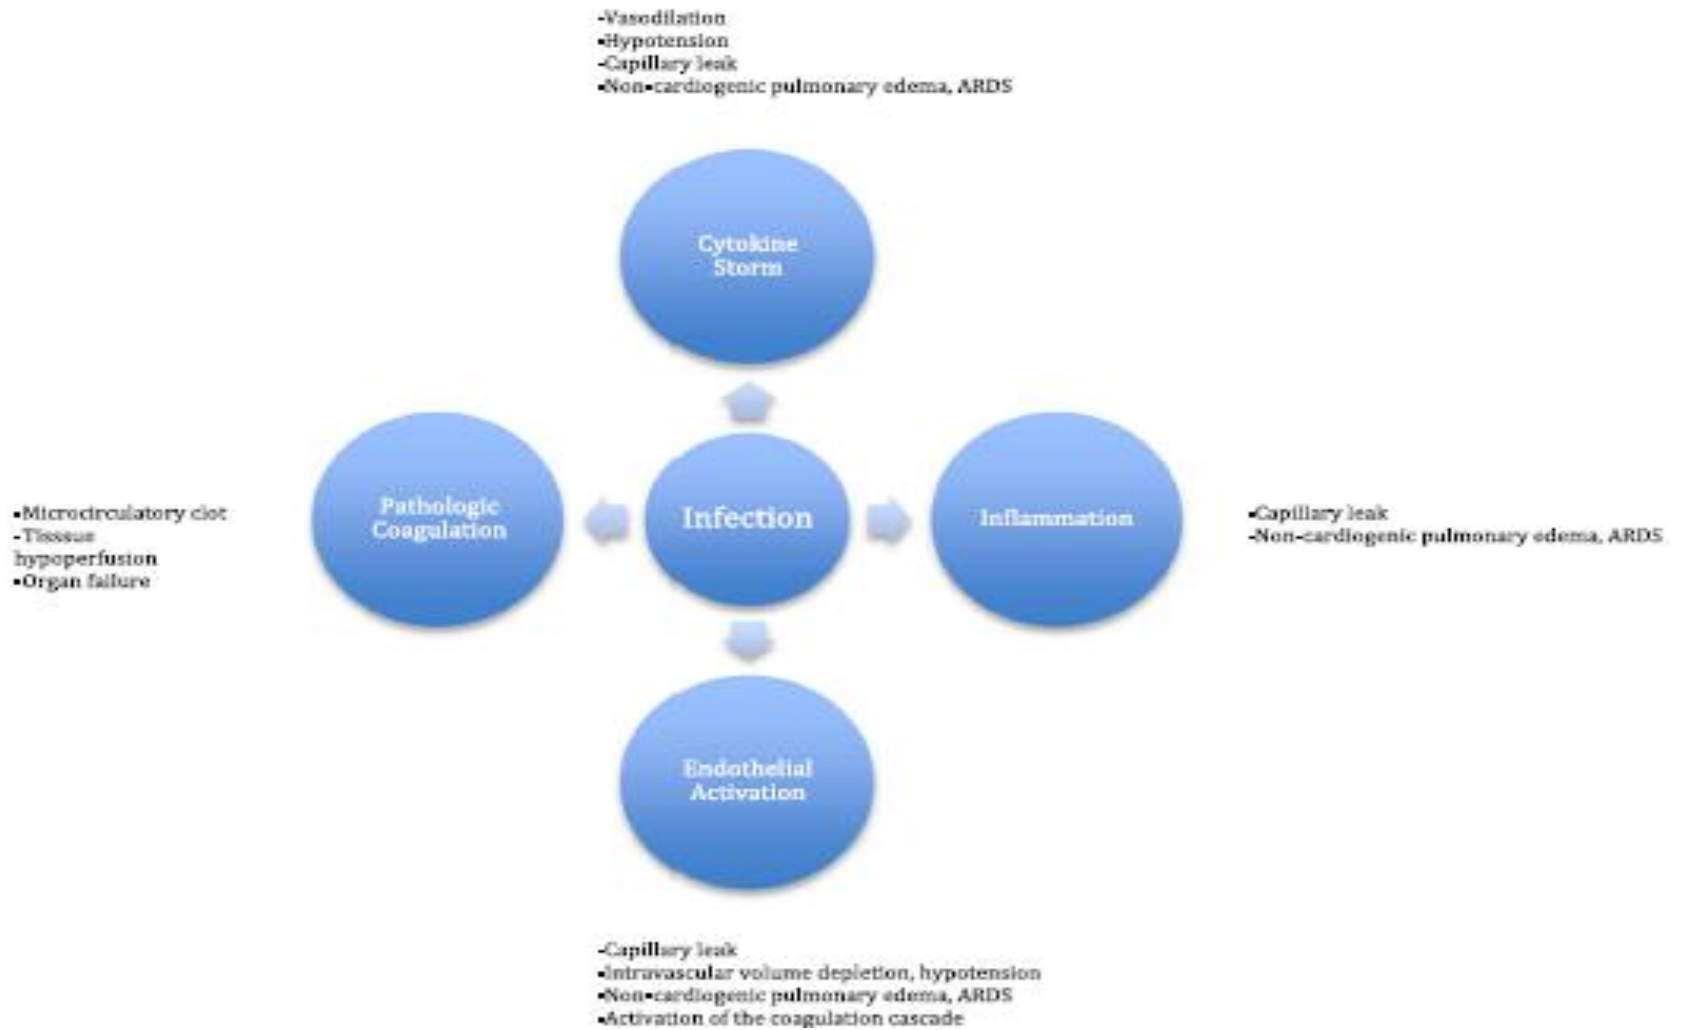 -Vasodilation
-Hypotension
-Capillary leak
-Non-cardiogenic pulmonary edema, ARDS
Cytokine
Storm
-Microcirculatory clot
-Tisssue
hypoperfusion
-Organ failure
Pathologic
Coagulation
Infection
Inflammation
-Capillary leak
-Non-cardiogenic pulmonary edema, ARDS
Endothelial
Activation
-Capillary leak
-Intravascular volume depletion, hypotension
-Non-cardiogenic pulmonary edema, ARDS
-Activation of the coagulation cascade